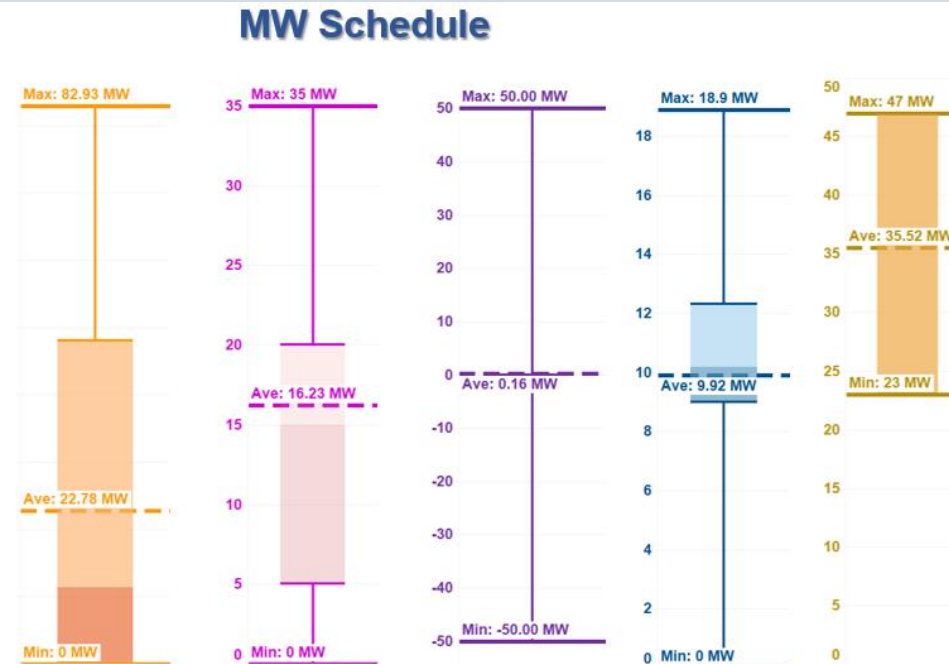 MW Schedule
Max: 82.93 MW
Ave: 22.78 MW
Min: 0 MW
Max: 35 MW
35
30
25
20
Ave: 16.23 MW
15
10
5
0
Min: 0 MW
Max: 50.00 MW
50
40
30
20
10
0
Ave: 0.16 MW
-10
-20
-30
-40
Min: -50.00 MW
-50
Max: 18.9 MW
18
16
14
12
10
Ave: 9.92 MW
8
6
4
2
0
Min: 0 MW
50
Max: 47 MW
45
40
Ave: 35.52 MW
35
30
25
Min: 23 MW
20
15
10
5
0